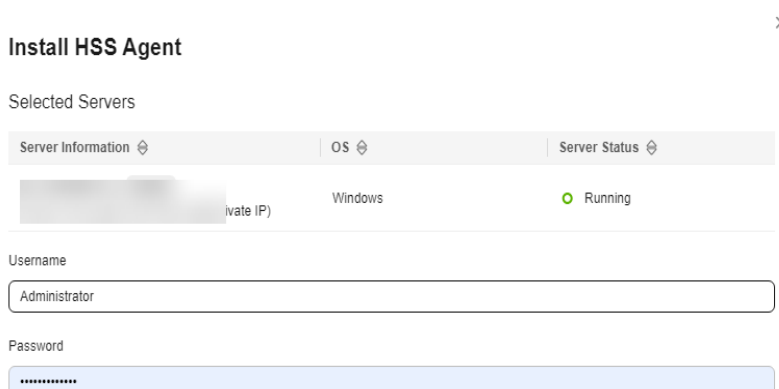 Install HSS Agent
Selected Servers
Server Information OS Server Status
ivate IP) Windows Running
Username
Administrator
Password
•••••••••••••